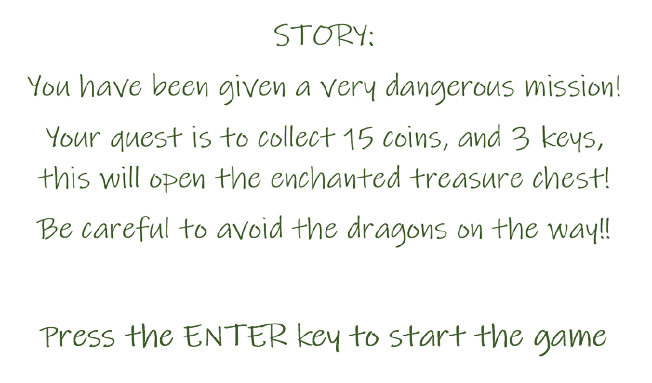 STORY:
You have been given a very dangerous mission!
Your quest is to collect 15 coins, and 3 keys,
this will open the enchanted treasure chest!
Be careful to avoid the dragons on the way!!
Press the ENTER key to start the game